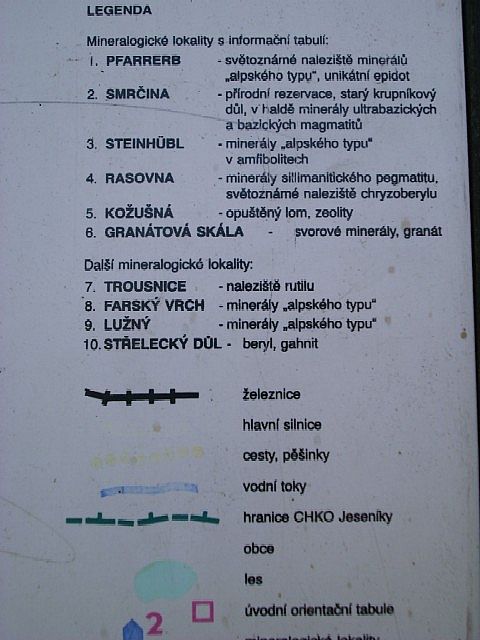 LEGENDA
Mineralogické lokality s informační tabulí:
1. PFARRERB - světoznámé naleziště minerálů
„alpského typu“, unikátní epidot
2. SMRČINA - přírodní rezervace, starý krupníkový
důl, v haldě minerály ultrabazických
a bazických magmatitů
3. STEINHÜBL - minerály „alpského typu“
v amfibolitech
4. RASOVNA - minerály sillimanitického pegmatitu,
světoznámé naleziště chryzoberylu
5. KOŽUŠNÁ - opuštěný lom, zeolity
6. GRANÁTOVÁ SKÁLA - svorové minerály, granát
Další mineralogické lokality:
7. TROUSNICE - naleziště rutilu
8. FARSKÝ VRCH - minerály „alpského typu“
9. LUŽNÝ - minerály „alpského typu“
10. STŘELECKÝ DŮL - beryl, gahnit
železnice
hlavní silnice
cesty, pěšinky
vodní toky
hranice CHKO Jeseníky
obce
les
úvodní orientační tabule
2 mineralogické lokality